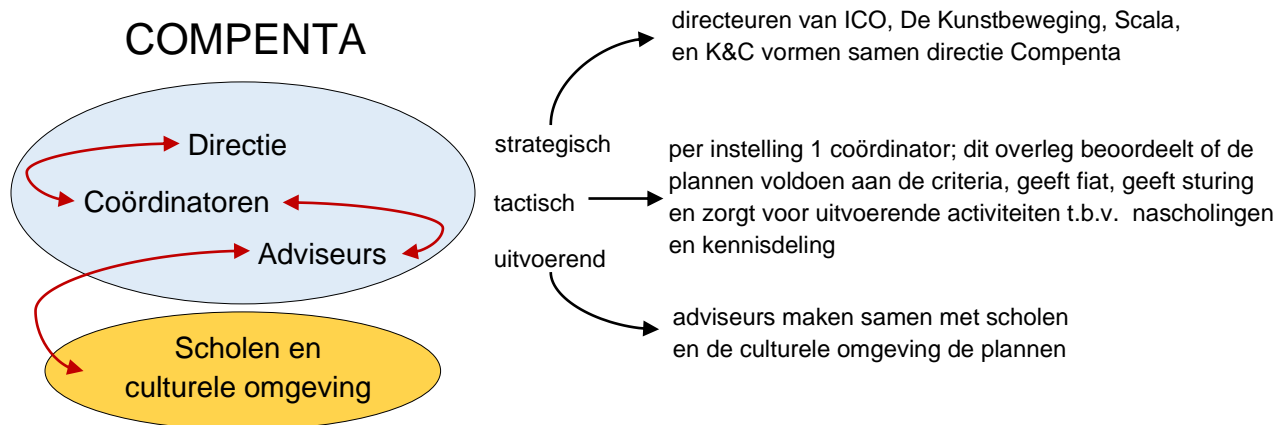 COMPENTA
Directie
Coördinatoren
Adviseurs
Scholen en
culturele omgeving
strategisch
tactisch
uitvoerend
directeuren van ICO, De Kunstbeweging, Scala,
en K&C vormen samen directie Compenta
per instelling 1 coördinator; dit overleg beoordeelt of de
plannen voldoen aan de criteria, geeft fiat, geeft sturing
en zorgt voor uitvoerende activiteiten t.b.v.  nascholingen
en kennisdeling
adviseurs maken samen met scholen
en de culturele omgeving de plannen